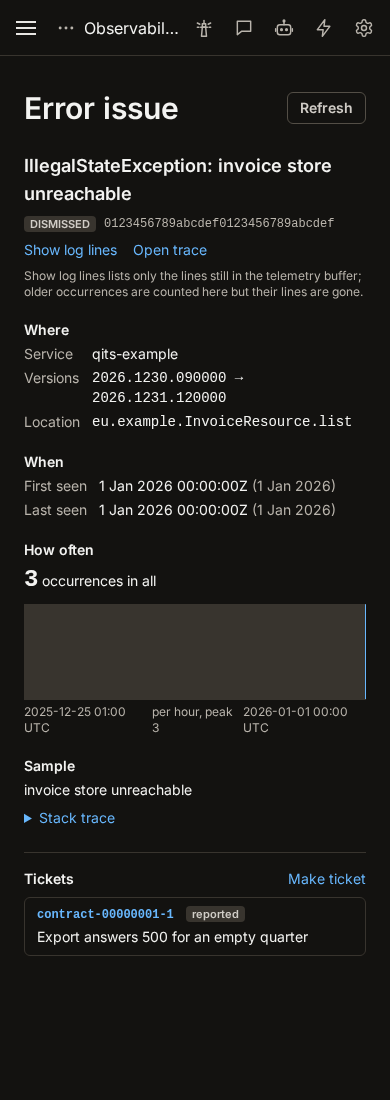 Observabil...
Error issue
Refresh
IllegalStateException: invoice store
unreachable
DISMISSED 0123456789abcdef0123456789abcdef
Show log lines Open trace
Show log lines lists only the lines still in the telemetry buffer;
older occurrences are counted here but their lines are gone.
Where
Service qits-example
Versions 2026.1230.090000 →
2026.1231.120000
Location eu.example.InvoiceResource.list
When
First seen 1 Jan 2026 00:00:00Z (1 Jan 2026)
Last seen 1 Jan 2026 00:00:00Z (1 Jan 2026)
How often
3 occurrences in all
2025-12-25 01:00 per hour, peak 2026-01-01 00:00
UTC 3 UTC
Sample
invoice store unreachable
Stack trace
Tickets Make ticket
contract-00000001-1 reported
Export answers 500 for an empty quarter